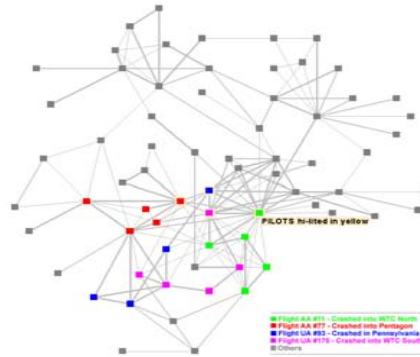 PILOTS hi-lited in yellow
Flight AA #11 - Crashed into WTC North
Flight AA #77 - Crashed into Pentagon
Flight UA #93 - Crashed in Pennsylvania
Flight UA #175 - Crashed into WTC South
Others